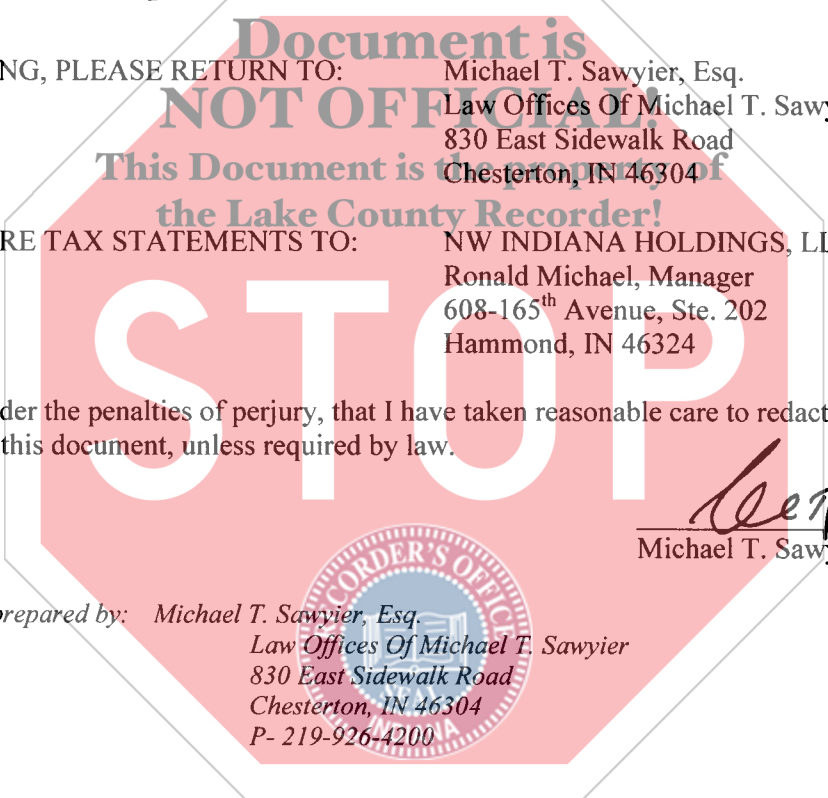 Document is
NG, PLEASE RETURN TO: Michael T. Sawyier, Esq.
NOT OFFICIAL!
Law Offices Of Michael T. Sawy
830 East Sidewalk Road
This Document is the property of
Chesterton, IN 46304
the Lake County Recorder!
RE TAX STATEMENTS TO: NW INDIANA HOLDINGS, LL
Ronald Michael, Manager
608-165th Avenue, Ste. 202
Hammond, IN 46324
STOP
der the penalties of perjury, that I have taken reasonable care to redact
this document, unless required by law.
Michael T. Sawy
RECORDER'S OFFICE
prepared by: Michael T. Sawyier, Esq.
Law Offices Of Michael T. Sawyier
830 East Sidewalk Road
SEAL
Chesterton, IN 46304
INDIANA
P- 219-926-4200